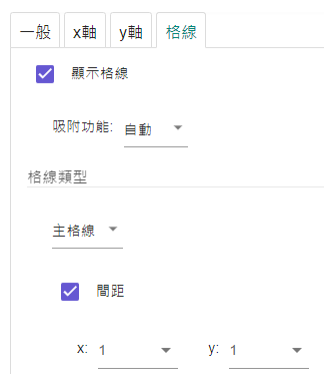 一般 x軸 y軸 格線
顯示格線
吸附功能: 自動
格線類型
主格線
間距
x: 1 y: 1